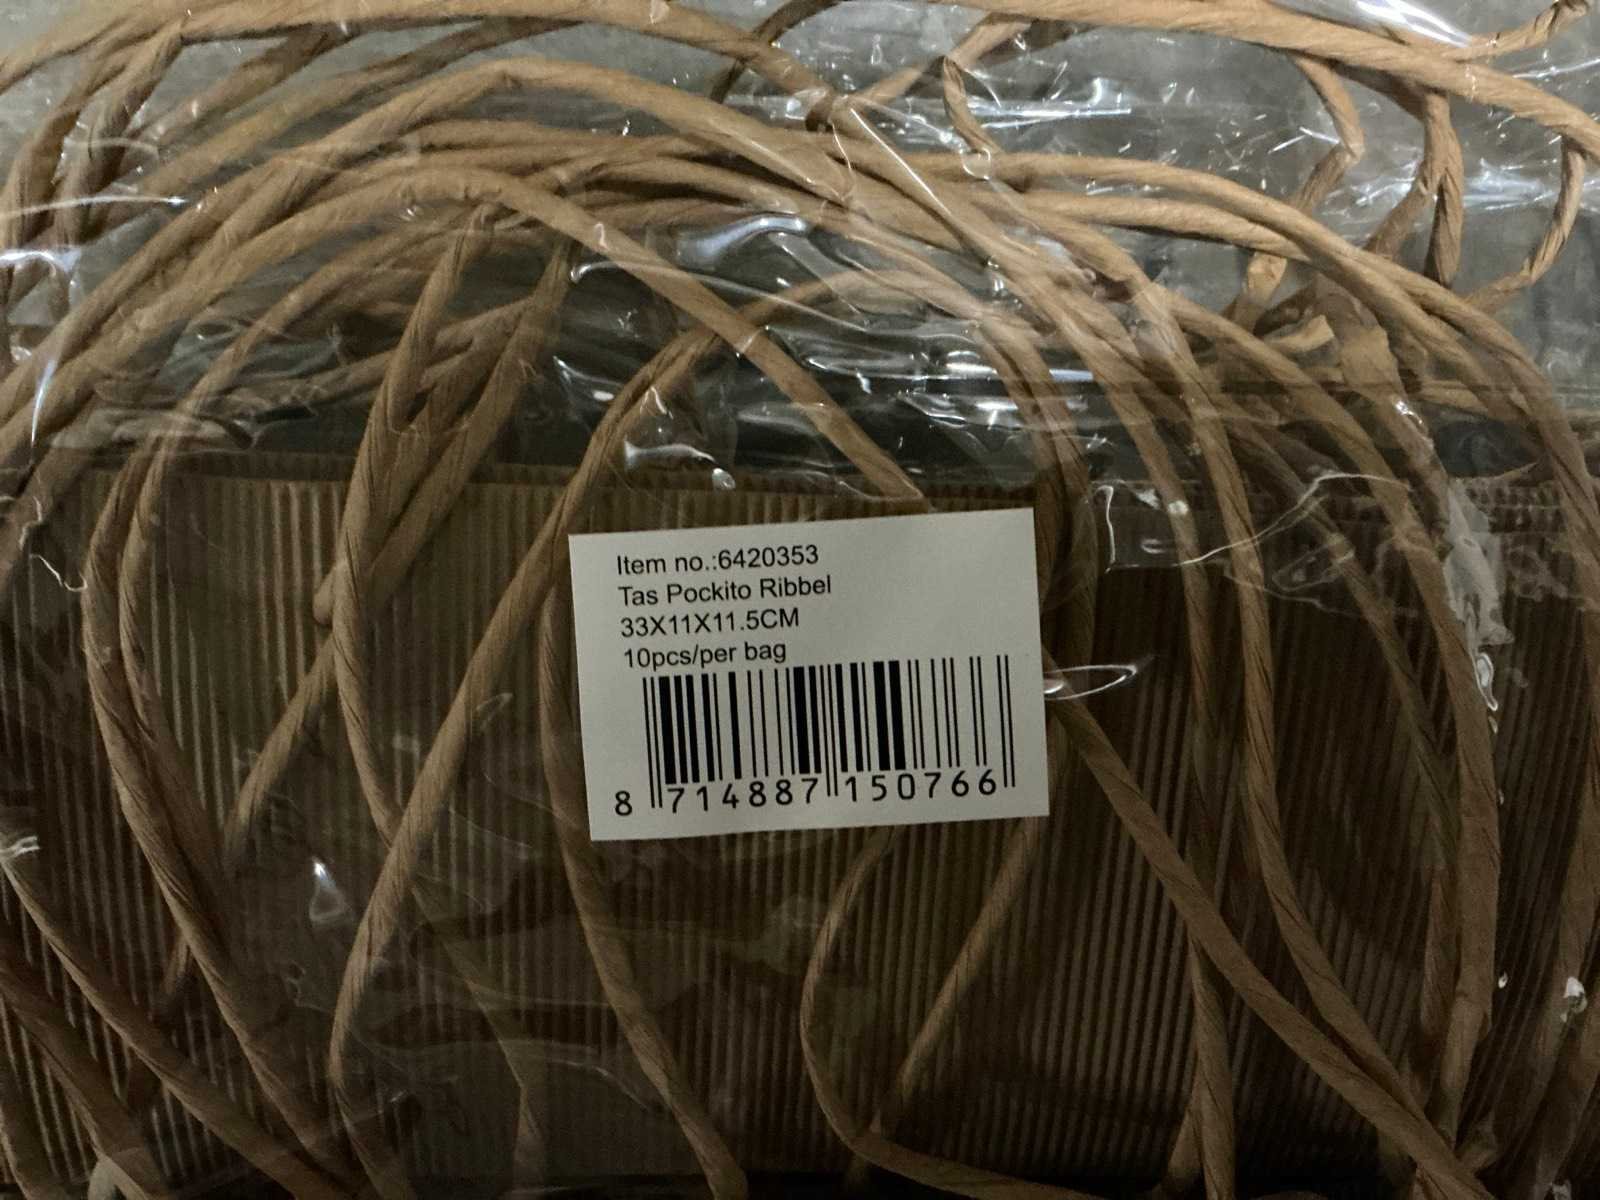 Item no.:6420353
Tas Pockito Ribbel
33X11X11.5CM
10pcs/per bag
8 714887 150766